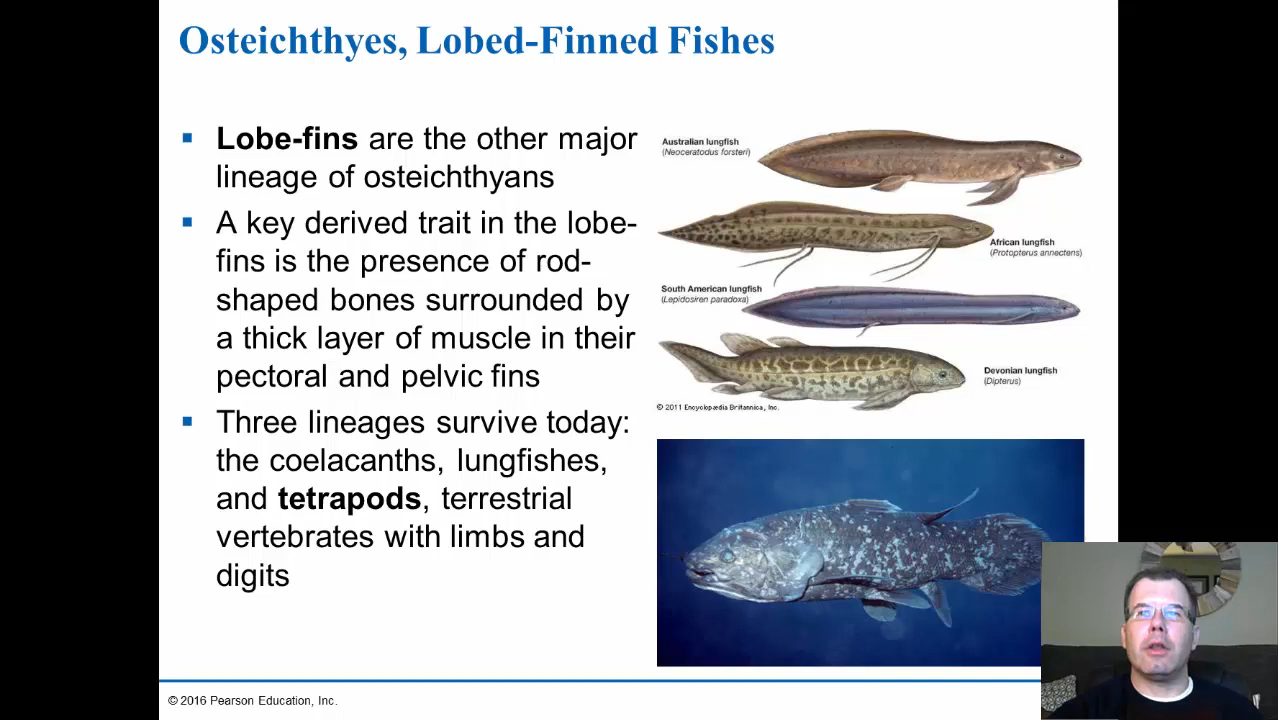 Osteichthyes, Lobed-Finned Fishes
Lobe-fins are the other major
lineage of osteichthyans
A key derived trait in the lobe-
fins is the presence of rod-
shaped bones surrounded by
a thick layer of muscle in their
pectoral and pelvic fins
Three lineages survive today:
the coelacanths, lungfishes,
and tetrapods, terrestrial
vertebrates with limbs and
digits
Australian lungfish
(Neoceratodus forsteri)
African lungfish
(Protopterus annectens)
South American lungfish
(Lepidosiren paradoxa)
Devonian lungfish
(Dipterus)
© 2011 Encyclopædia Britannica, Inc.
© 2016 Pearson Education, Inc.